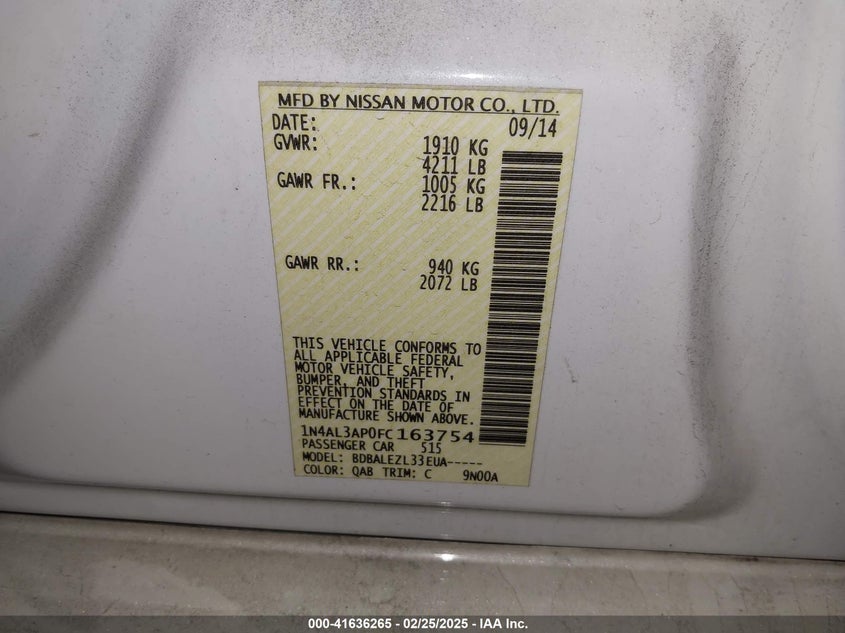 MFD BY NISSAN MOTOR CO., LTD.
DATE: 09/14
GVWR: 1910 KG
4211 LB
GAWR FR.: 1005 KG
2216 LB
GAWR RR.: 940 KG
2072 LB
THIS VEHICLE CONFORMS TO
ALL APPLICABLE FEDERAL
MOTOR VEHICLE SAFETY,
BUMPER, AND THEFT
PREVENTION STANDARDS IN
EFFECT ON THE DATE OF
MANUFACTURE SHOWN ABOVE.
1N4AL3AP0FC163754
PASSENGER CAR 515
MODEL: BDBALEZL33EUA-----
COLOR: QAB TRIM: C 9N00A
000-41636265 / 02/25/2025 - IAA Inc.